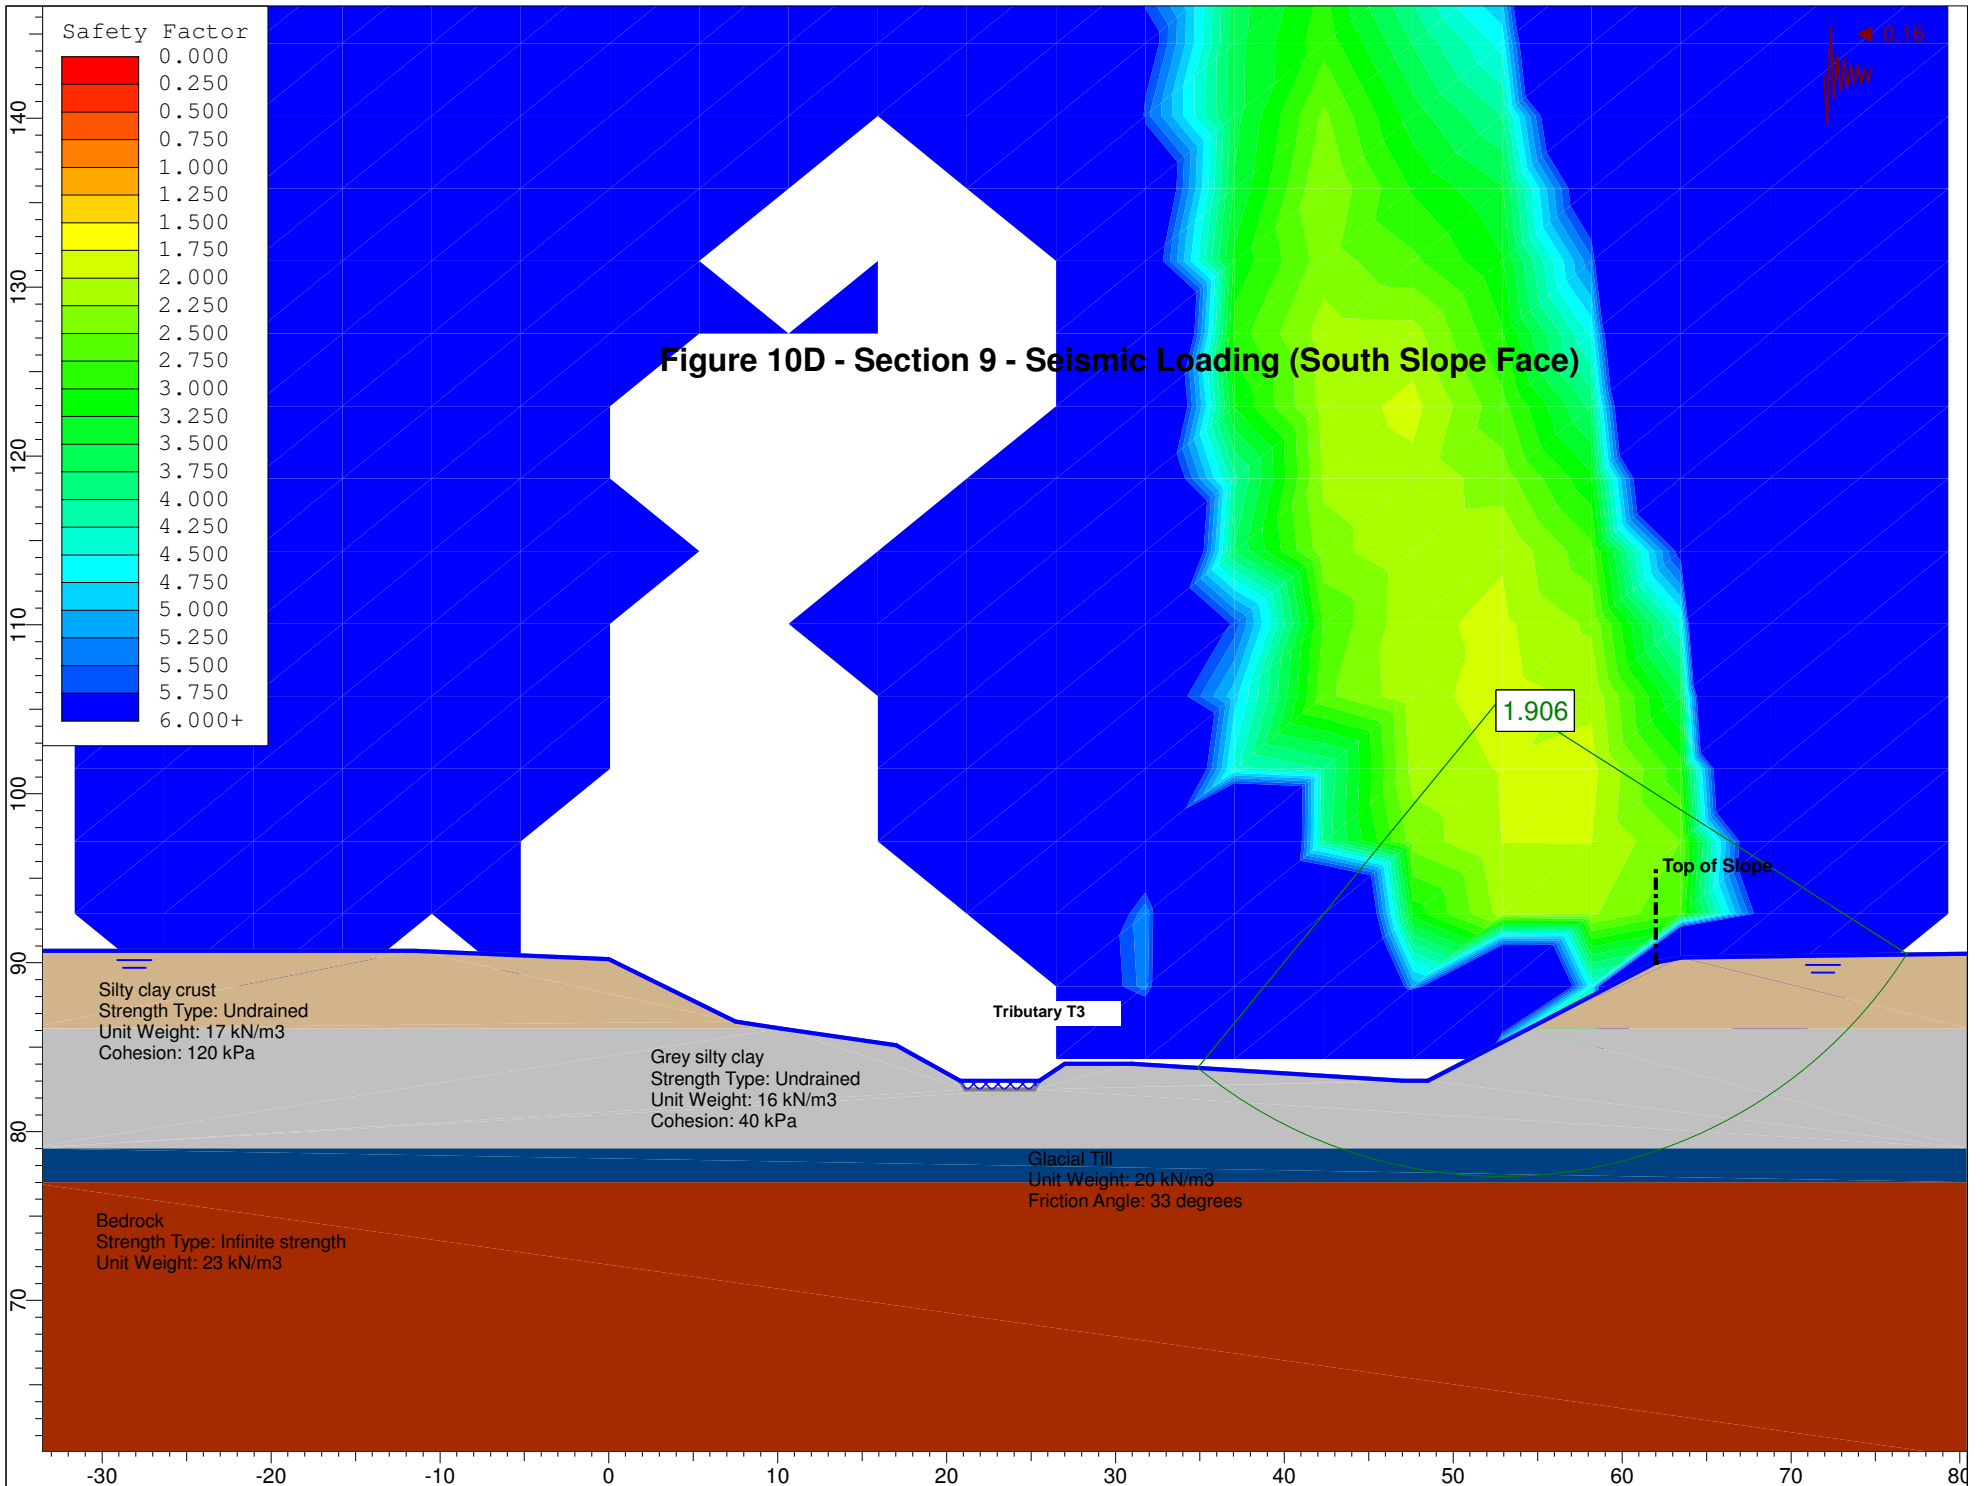 Safety Factor
0.000
0.250
0.500
0.750
1.000
1.250
1.500
1.750
2.000
2.250
2.500
2.750
3.000
3.250
3.500
3.750
4.000
4.250
4.500
4.750
5.000
5.250
5.500
5.750
6.000+
0.16
Figure 10D - Section 9 - Seismic Loading (South Slope Face)
1.906
Top of Slope
Tributary T3
Silty clay crust
Strength Type: Undrained
Unit Weight: 17 kN/m3
Cohesion: 120 kPa
Grey silty clay
Strength Type: Undrained
Unit Weight: 16 kN/m3
Cohesion: 40 kPa
Glacial Till
Unit Weight: 20 kN/m3
Friction Angle: 33 degrees
Bedrock
Strength Type: Infinite strength
Unit Weight: 23 kN/m3
140
130
120
110
100
90
80
70
-30 -20 -10 0 10 20 30 40 50 60 70 80